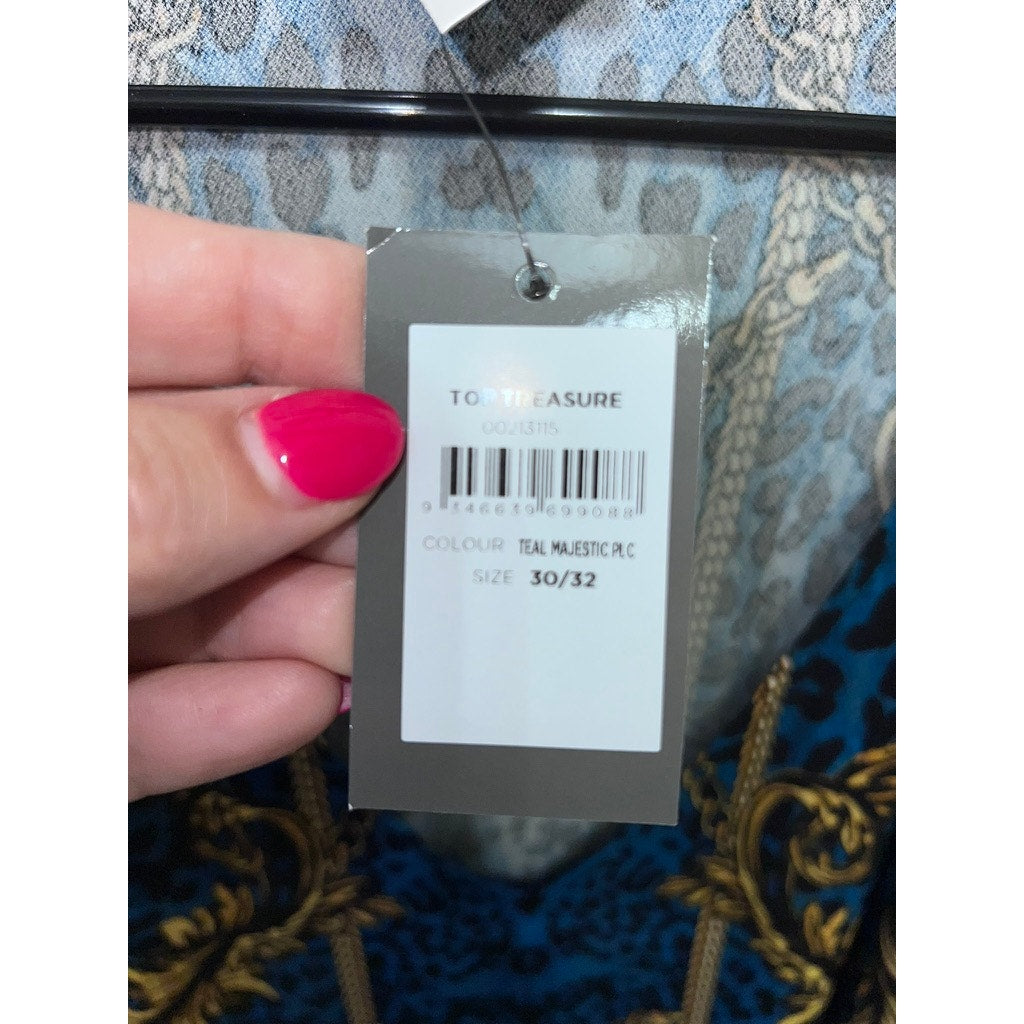 TOP TREASURE
00213115
9 346639 699088
COLOUR TEAL MAJESTIC PLC
SIZE 30/32